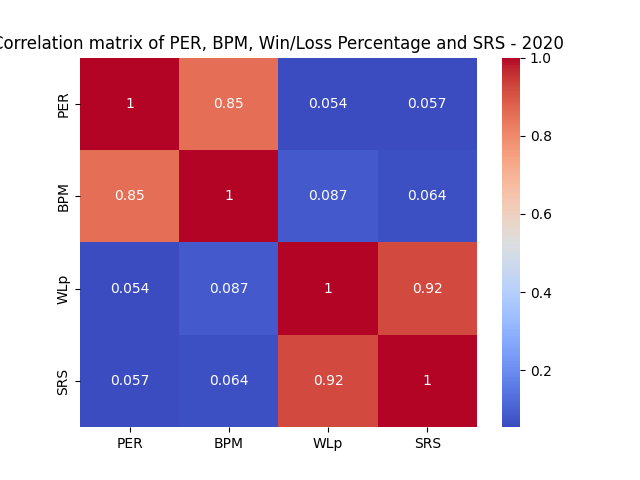 orrelation matrix of PER, BPM, Win/Loss Percentage and SRS - 2020
PER 1 0.85 0.054 0.057
BPM 0.85 1 0.087 0.064
WLp 0.054 0.087 1 0.92
SRS 0.057 0.064 0.92 1
PER BPM WLp SRS
1.0
0.8
0.6
0.4
0.2